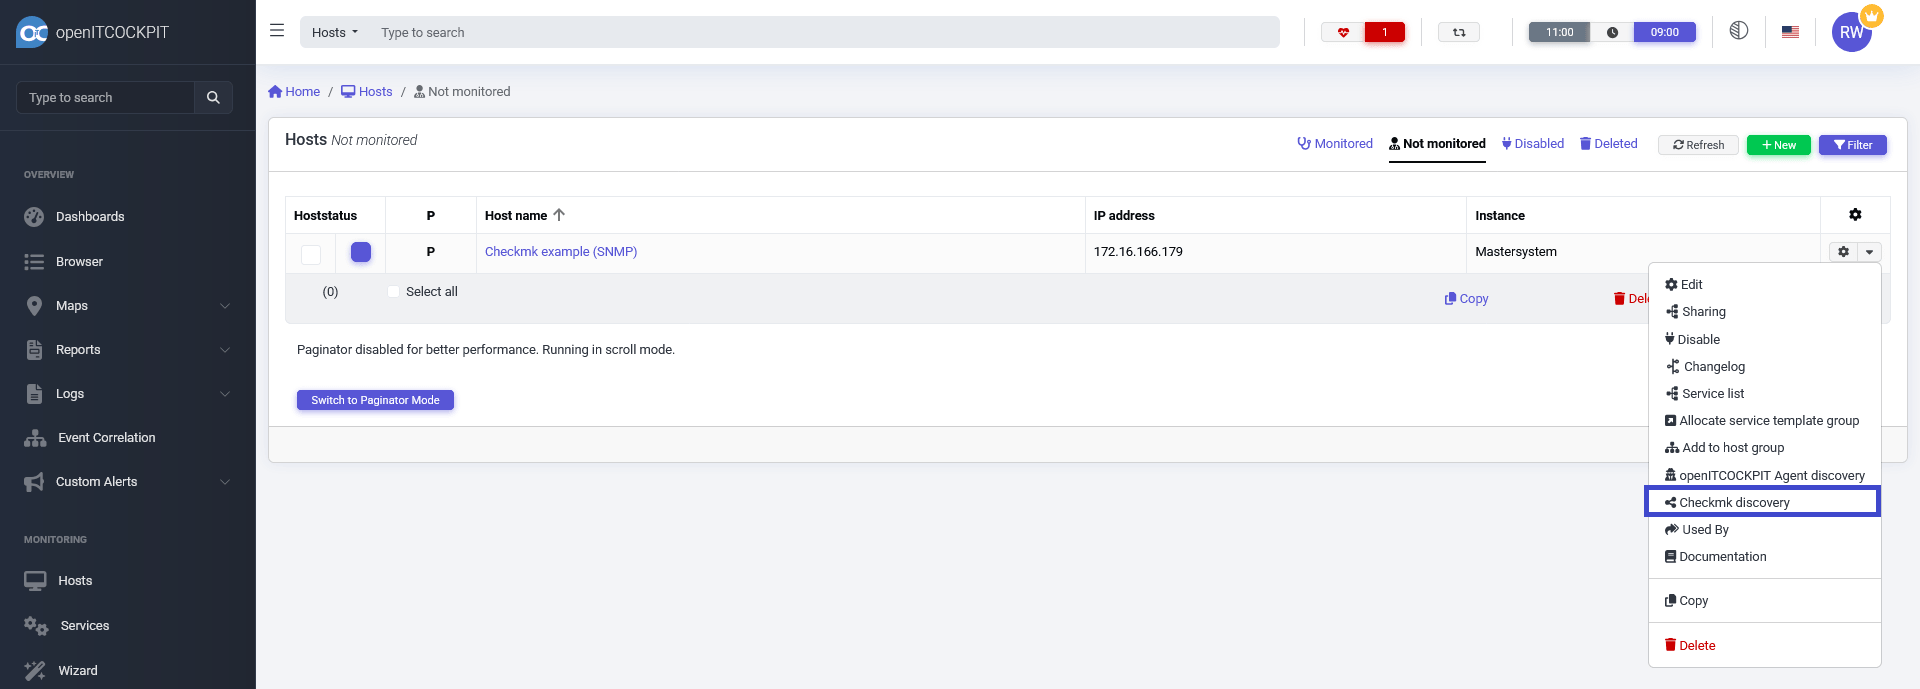 openITCOCKPIT
Hosts
Type to search
1
11:00
09:00
RW
Type to search
OVERVIEW
Dashboards
Browser
Maps
Reports
Logs
Event Correlation
Custom Alerts
MONITORING
Hosts
Services
Wizard
Home / Hosts / Not monitored
Hosts Not monitored
Monitored
Not monitored
Disabled
Deleted
Refresh
+ New
Filter
Hoststatus P Host name IP address Instance
P Checkmk example (SNMP) 172.16.166.179 Mastersystem
(0) Select all Copy
Paginator disabled for better performance. Running in scroll mode.
Switch to Paginator Mode
Edit
Sharing
Disable
Changelog
Service list
Allocate service template group
Add to host group
openITCOCKPIT Agent discovery
Checkmk discovery
Used By
Documentation
Copy
Delete